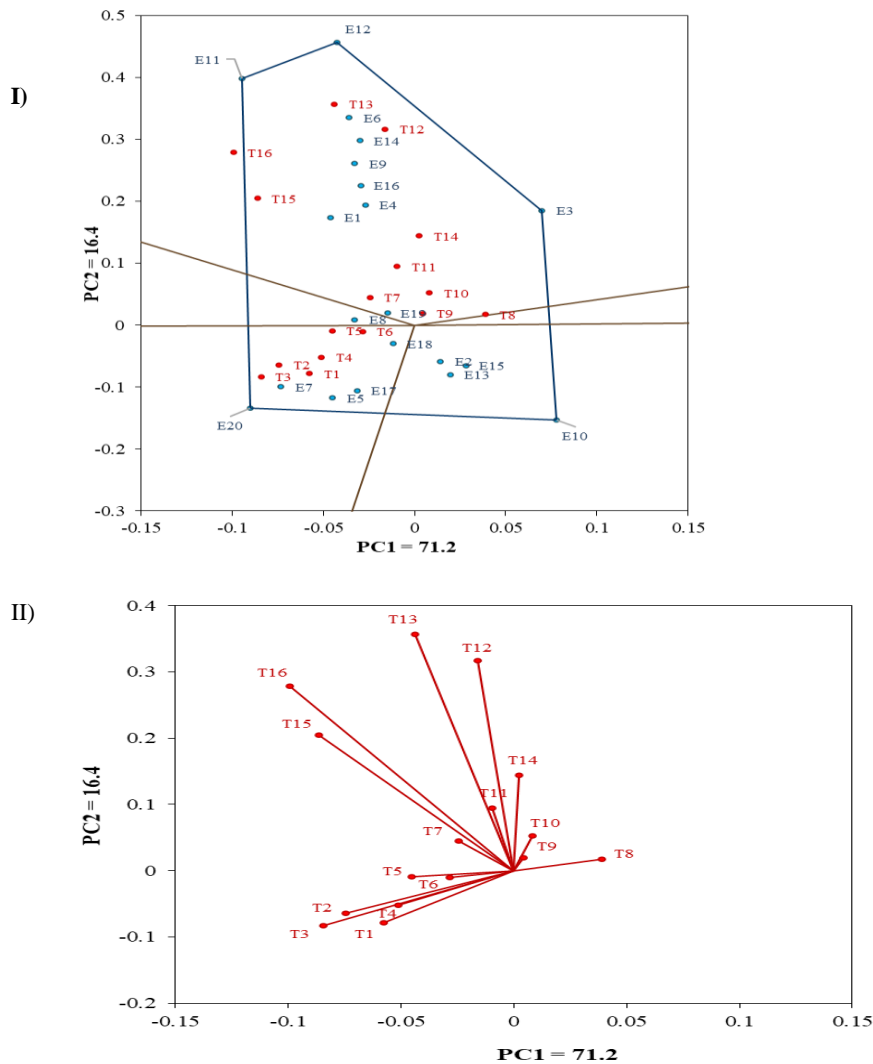 I)
0.5
0.4
0.3
0.2
0.1
0
-0.1
-0.2
-0.3
PC2 = 16.4
E12
E11
T13
E6
T12
E14
T16
E9
E16
T15
E4
E3
E1
T14
T11
T7
T10
E19
T9
T8
E8
T5
T6
E18
T2
T4
E2
E15
T3
T1
E13
E7
E17
E5
E20
E10
-0.15
-0.1
-0.05
0
0.05
0.1
0.15
PC1 = 71.2
II)
0.4
0.3
0.2
0.1
0
-0.1
-0.2
PC2 = 16.4
T13
T12
T16
T15
T14
T11
T7
T10
T9
T8
T5
T6
T2
T4
T3
T1
-0.15
-0.1
-0.05
0
0.05
0.1
0.15
PC1 = 71.2